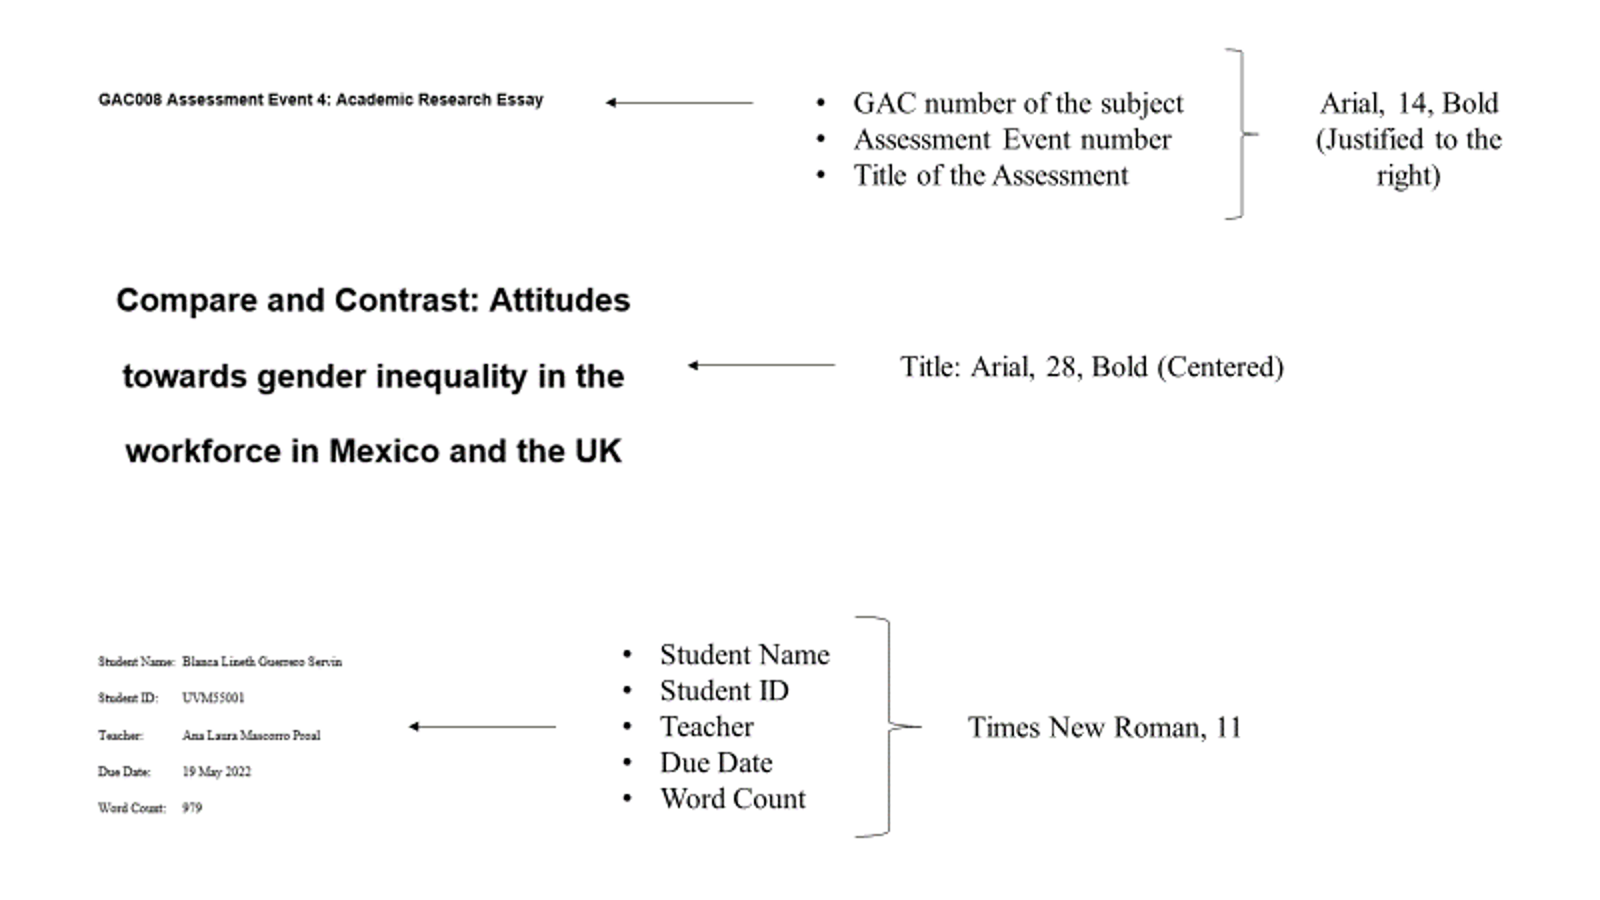 GAC008 Assessment Event 4: Academic Research Essay
• GAC number of the subject
• Assessment Event number
• Title of the Assessment
Arial, 14, Bold
(Justified to the
right)
Compare and Contrast: Attitudes
towards gender inequality in the
workforce in Mexico and the UK
Title: Arial, 28, Bold (Centered)
Student Name: Blanca Lineth Guerrero Servin
Student ID: UVM55001
Teacher: Ana Laura Mascorro Proal
Due Date: 19 May 2022
Word Count: 979
• Student Name
• Student ID
• Teacher
• Due Date
• Word Count
Times New Roman, 11